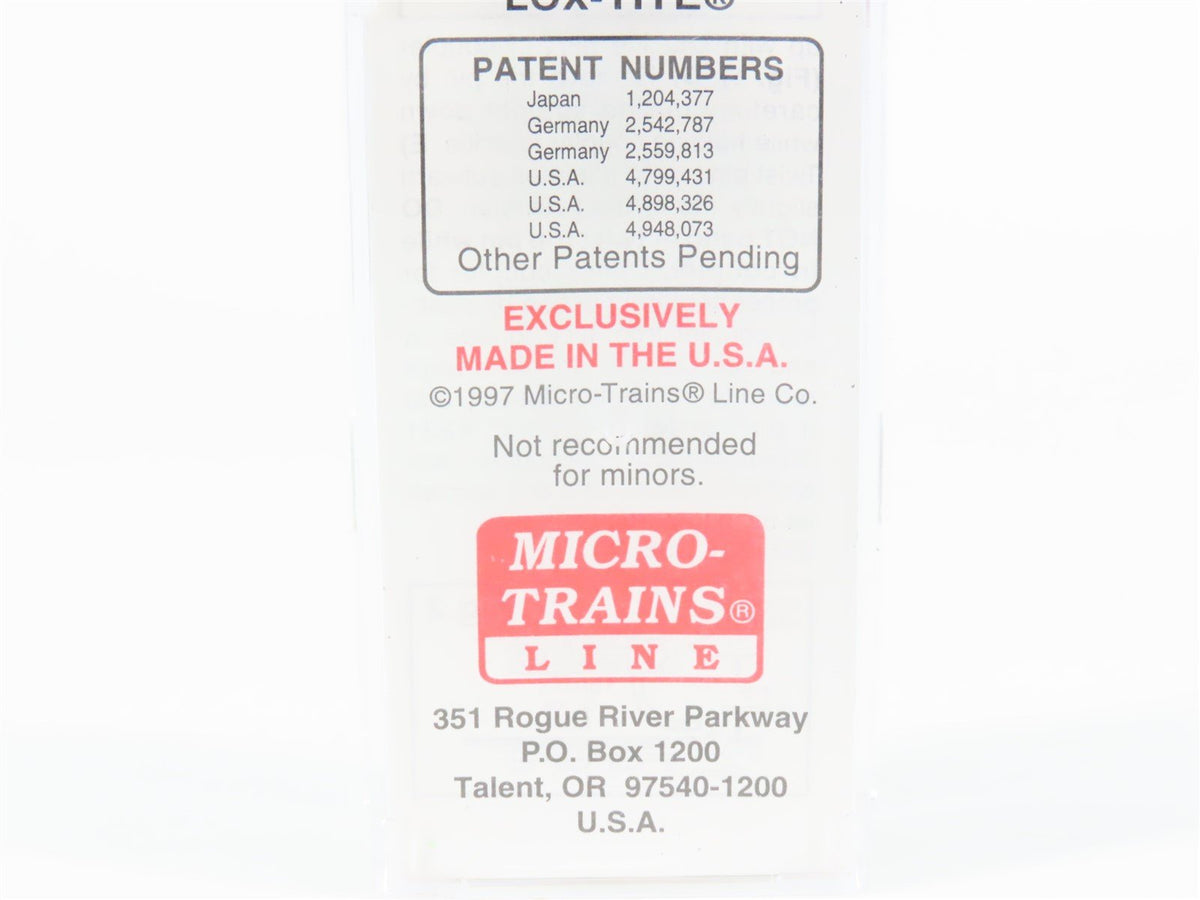 LOX-TITE®
PATENT NUMBERS
Japan 1,204,377
Germany 2,542,787
Germany 2,559,813
U.S.A. 4,799,431
U.S.A. 4,898,326
U.S.A. 4,948,073
Other Patents Pending
EXCLUSIVELY
MADE IN THE U.S.A.
©1997 Micro-Trains® Line Co.
Not recommended
for minors.
MICRO-
TRAINS®
LINE
351 Rogue River Parkway
P.O. Box 1200
Talent, OR 97540-1200
U.S.A.